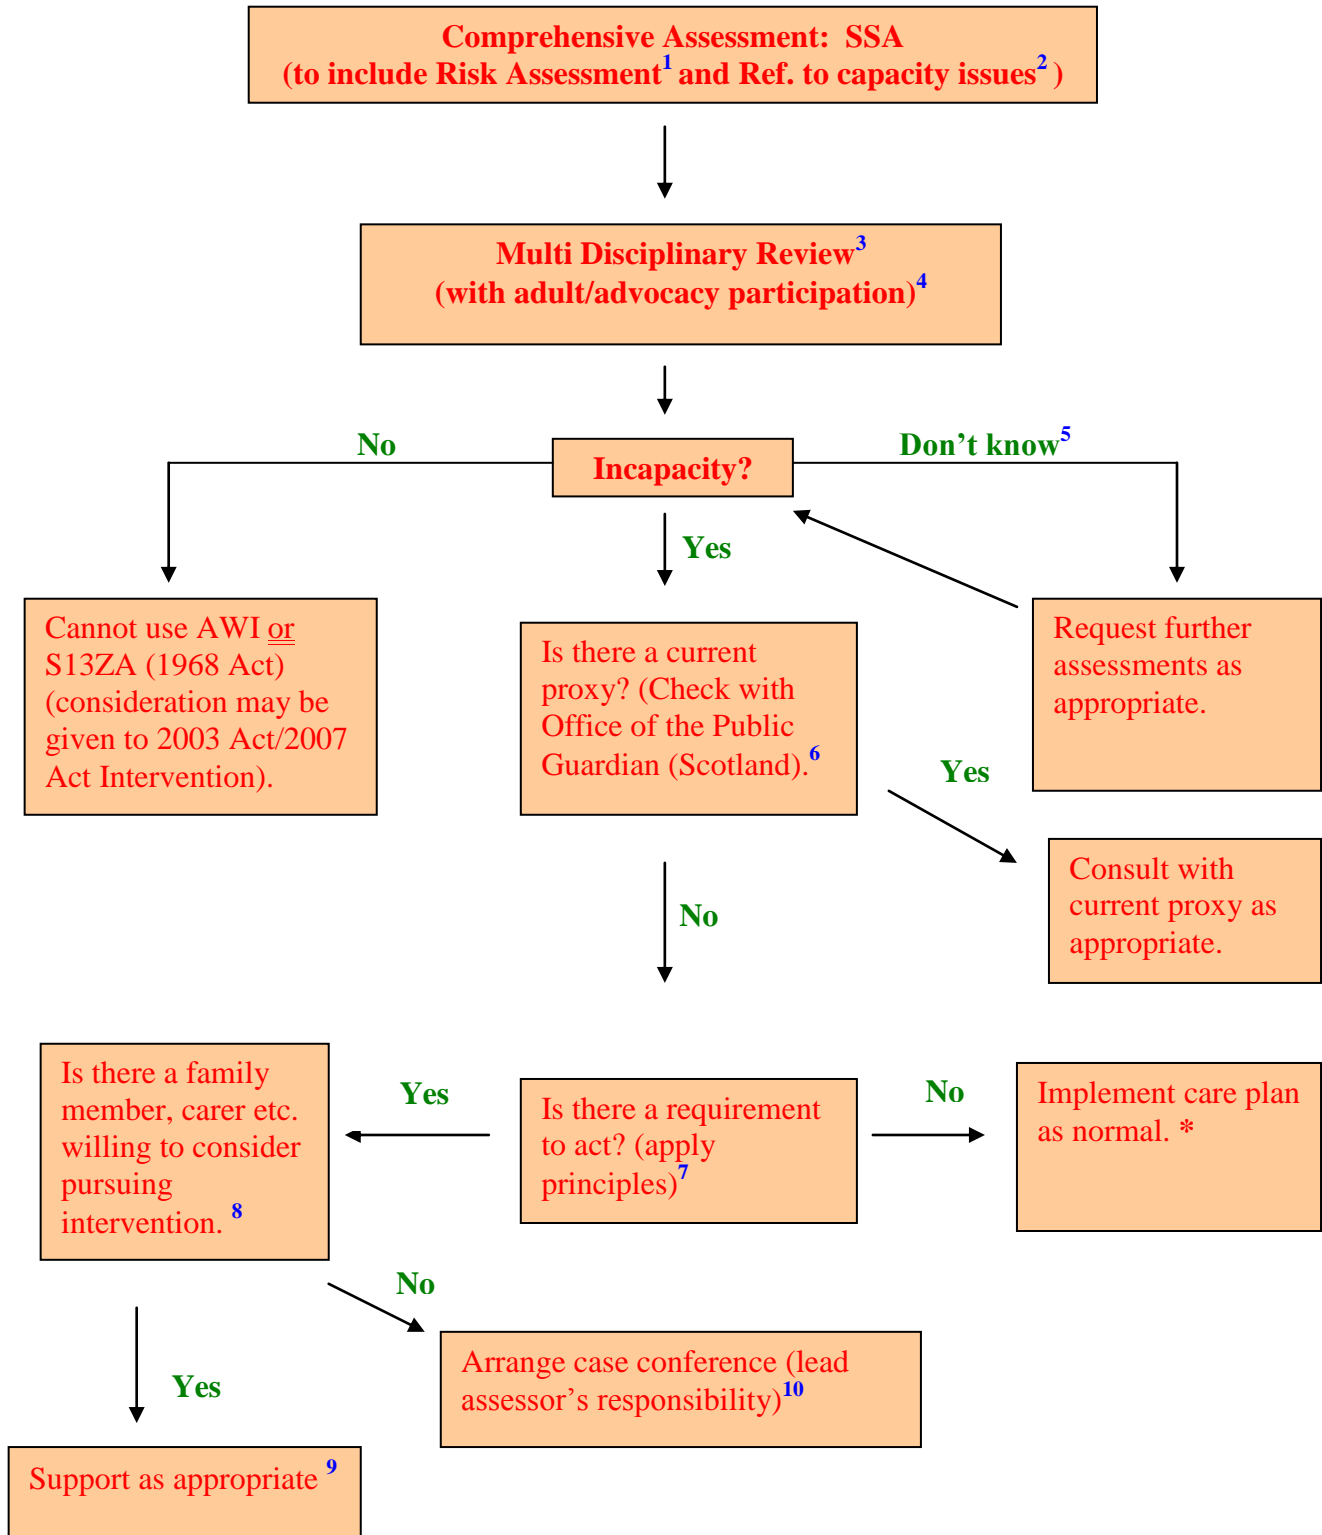 Comprehensive Assessment: SSA
(to include Risk Assessment1 and Ref. to capacity issues2 )
Multi Disciplinary Review3
(with adult/advocacy participation)4
No
Incapacity?
Don’t know5
Yes
Cannot use AWI or
S13ZA (1968 Act)
(consideration may be
given to 2003 Act/2007
Act Intervention).
Is there a current
proxy? (Check with
Office of the Public
Guardian (Scotland).6
Request further
assessments as
appropriate.
Yes
Consult with
current proxy as
appropriate.
No
Is there a family
member, carer etc.
willing to consider
pursuing
intervention. 8
Yes
Is there a requirement
to act? (apply
principles)7
No
Implement care plan
as normal. *
No
Arrange case conference (lead
assessor’s responsibility)10
Yes
Support as appropriate 9